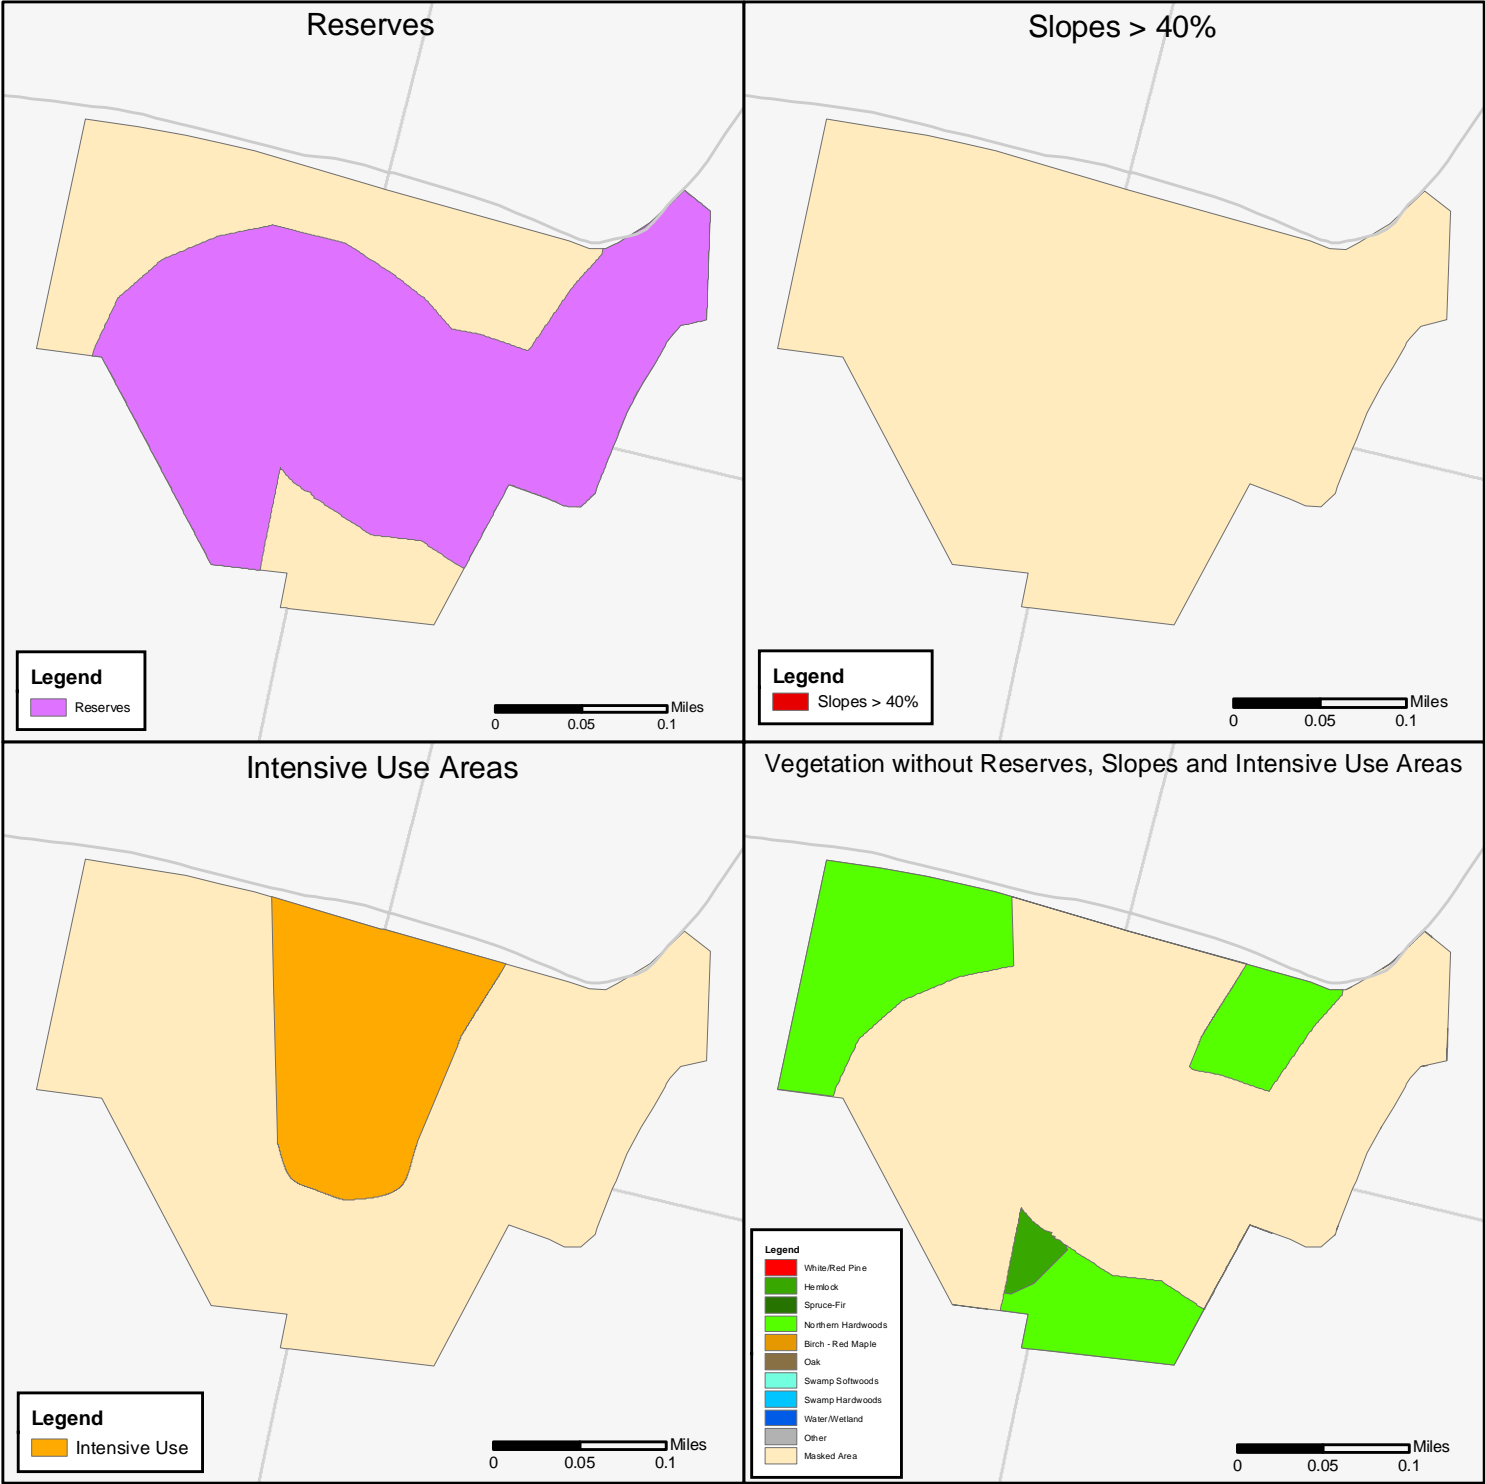 Reserves
Legend
Reserves
Miles
0 0.05 0.1
Slopes > 40%
Legend
Slopes > 40%
Miles
0 0.05 0.1
Intensive Use Areas
Legend
Intensive Use
Miles
0 0.05 0.1
Vegetation without Reserves, Slopes and Intensive Use Areas
Legend
White/Red Pine
Hemlock
Spruce-Fir
Northern Hardwoods
Birch - Red Maple
Oak
Swamp Softwoods
Swamp Hardwoods
Water/Wetland
Other
Masked Area
Miles
0 0.05 0.1